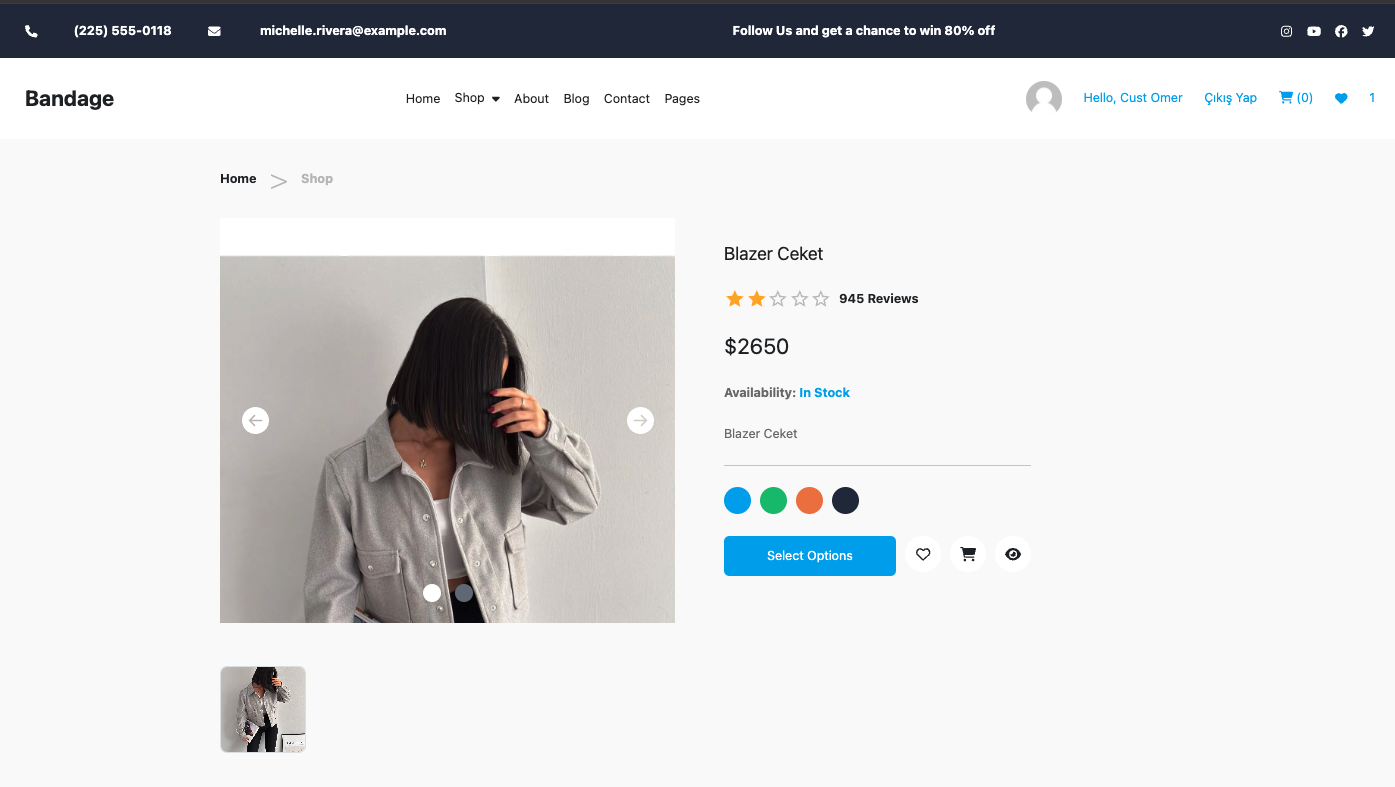 (225) 555-0118 michelle.rivera@example.com Follow Us and get a chance to win 80% off
Bandage Home Shop About Blog Contact Pages Hello, Cust Omer Çıkış Yap (0) 1
Home > Shop
Blazer Ceket
945 Reviews
$2650
Availability: In Stock
Blazer Ceket
Select Options